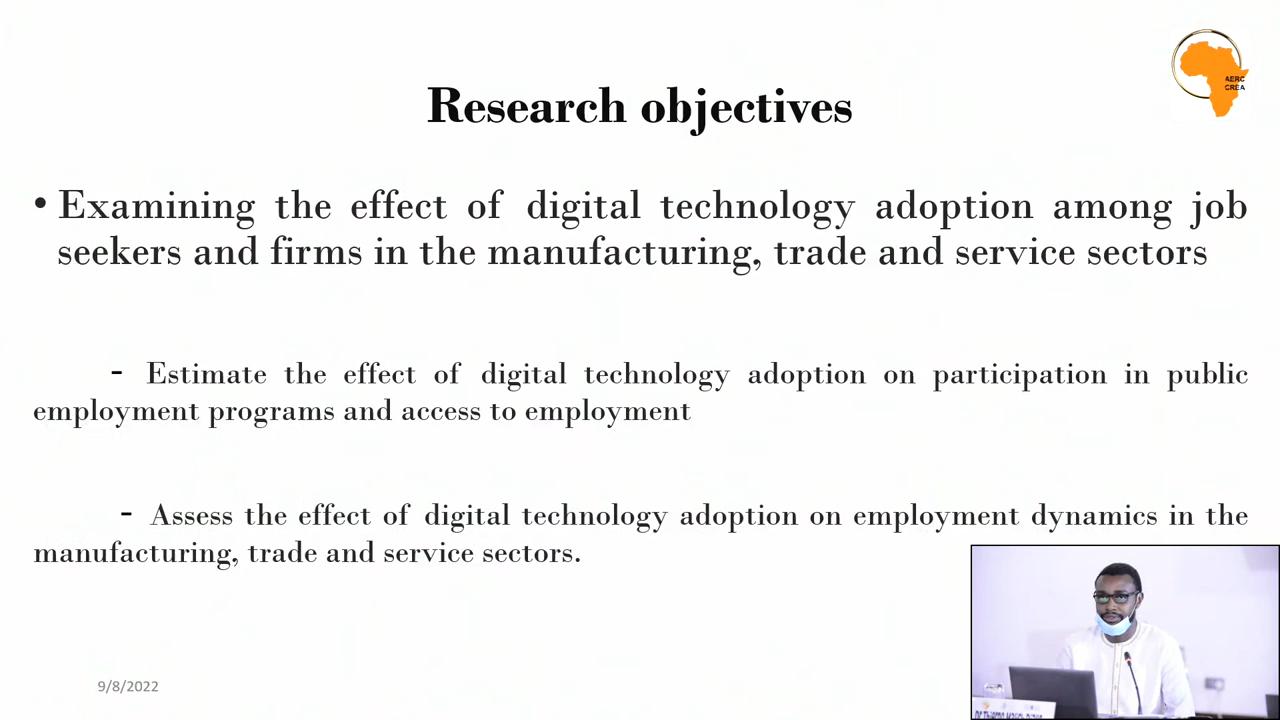 AERC
CREA
Research objectives
• Examining the effect of digital technology adoption among job
seekers and firms in the manufacturing, trade and service sectors
- Estimate the effect of digital technology adoption on participation in public
employment programs and access to employment
- Assess the effect of digital technology adoption on employment dynamics in the
manufacturing, trade and service sectors.
9/8/2022